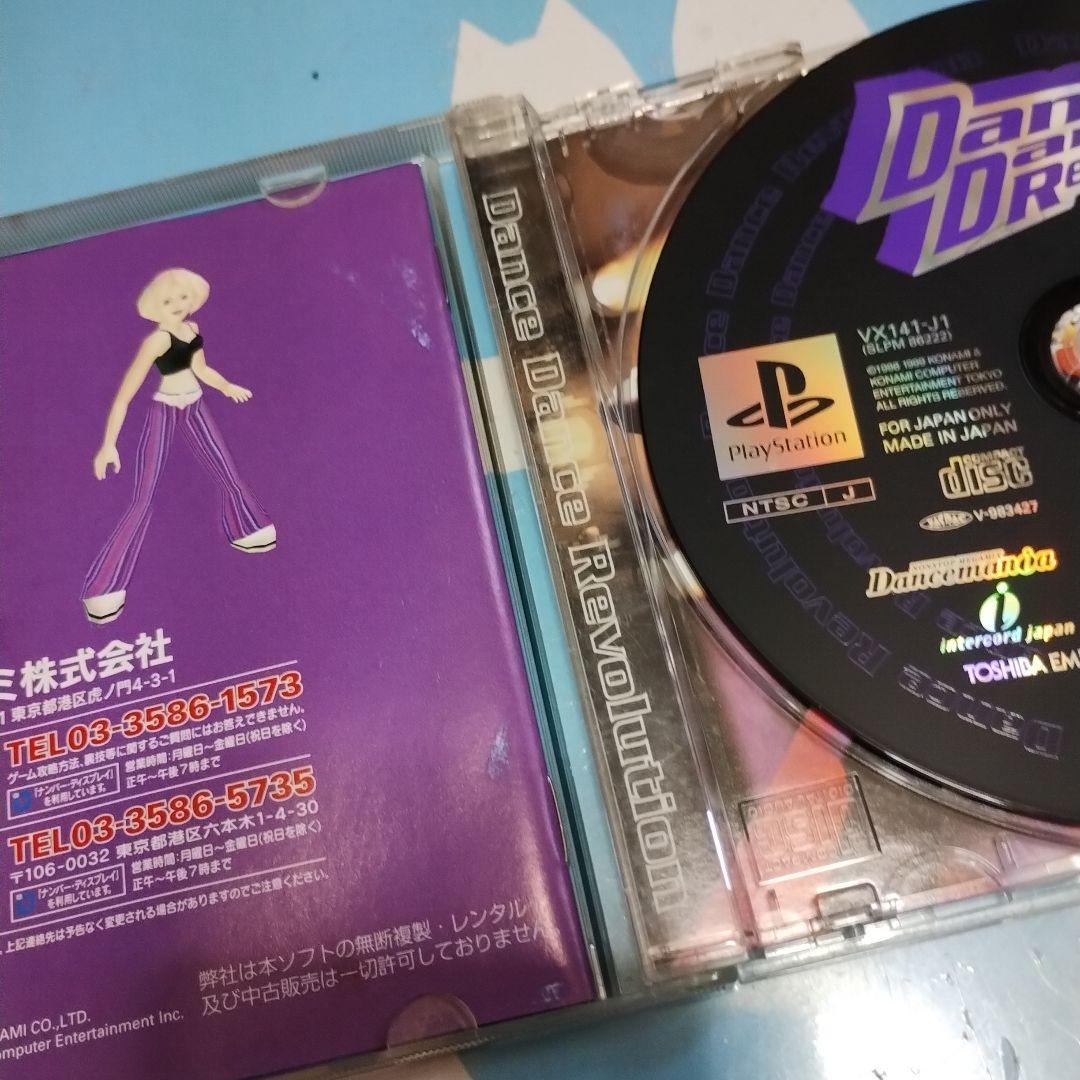 ミ株式会社
1 東京都港区虎ノ門4-3-1
TEL03-3586-1573
ゲーム攻略方法、裏技等に関するご質問にはお答えできません。
「ナンバー・ディスプレイ」
を利用しています。
営業時間:月曜日〜金曜日(祝日を除く)
正午〜午後7時まで
TEL03-3586-5735
〒106-0032 東京都港区六本木1-4-30
「ナンバー・ディスプレイ」
を利用しています。
営業時間:月曜日〜金曜日(祝日を除く)
正午〜午後7時まで
上記連絡先は予告なく変更される場合がありますのでご注意ください。
弊社は本ソフトの無断複製・レンタル
及び中古販売は一切許可しておりません。
AMI CO.,LTD.
omputer Entertainment Inc.
Dance Dance Revolution
Dan
Da
DRe
VX141-J1
(SLPM 86222)
©1998 1999 KONAMI &
KONAMI COMPUTER
ENTERTAINMENT TOKYO
ALL RIGHTS RESERVED.
FOR JAPAN ONLY
MADE IN JAPAN
PlayStation
NTSC J
COMPACT
disc
V-983427
NONSTOP MEGAMIX
Dancemania
i
intercord japan
TOSHIBA EMI